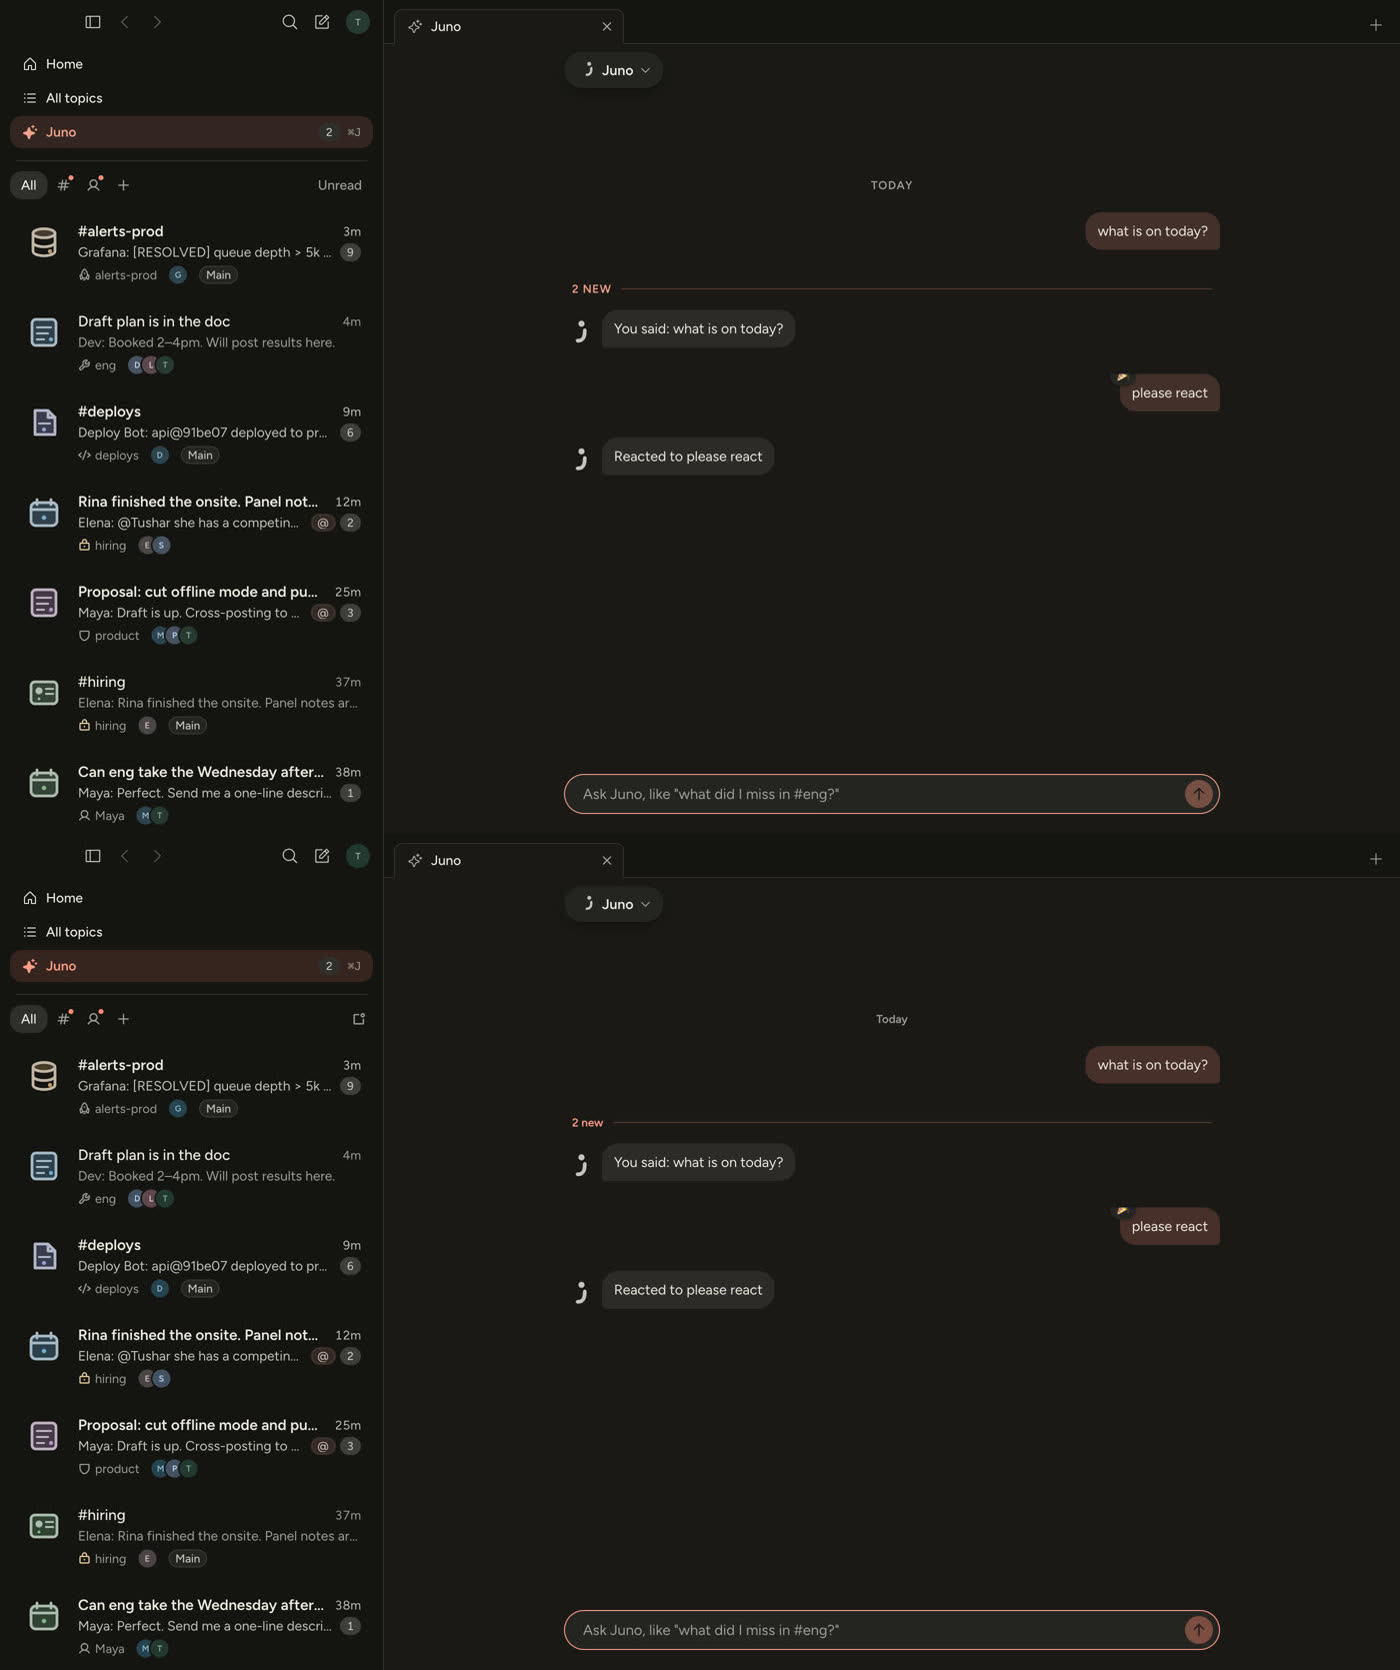 T
Home
All topics
Juno 2 ⌘J
All Unread
#alerts-prod 3m
Grafana: [RESOLVED] queue depth > 5k ... 9
alerts-prod G Main
Draft plan is in the doc 4m
Dev: Booked 2–4pm. Will post results here.
eng D L T
#deploys 9m
Deploy Bot: api@91be07 deployed to pr... 6
deploys D Main
Rina finished the onsite. Panel not... 12m
Elena: @Tushar she has a competin... @ 2
hiring E S
Proposal: cut offline mode and pu... 25m
Maya: Draft is up. Cross-posting to ... @ 3
product M P T
#hiring 37m
Elena: Rina finished the onsite. Panel notes ar...
hiring E Main
Can eng take the Wednesday after... 38m
Maya: Perfect. Send me a one-line descri... 1
Maya M T
Juno
Juno
TODAY
what is on today?
2 NEW
You said: what is on today?
please react
Reacted to please react
Ask Juno, like "what did I miss in #eng?"
T
Home
All topics
Juno 2 ⌘J
All
#alerts-prod 3m
Grafana: [RESOLVED] queue depth > 5k ... 9
alerts-prod G Main
Draft plan is in the doc 4m
Dev: Booked 2–4pm. Will post results here.
eng D L T
#deploys 9m
Deploy Bot: api@91be07 deployed to pr... 6
deploys D Main
Rina finished the onsite. Panel not... 12m
Elena: @Tushar she has a competin... @ 2
hiring E S
Proposal: cut offline mode and pu... 25m
Maya: Draft is up. Cross-posting to ... @ 3
product M P T
#hiring 37m
Elena: Rina finished the onsite. Panel notes ar...
hiring E Main
Can eng take the Wednesday after... 38m
Maya: Perfect. Send me a one-line descri... 1
Maya M T
Juno
Juno
Today
what is on today?
2 new
You said: what is on today?
please react
Reacted to please react
Ask Juno, like "what did I miss in #eng?"